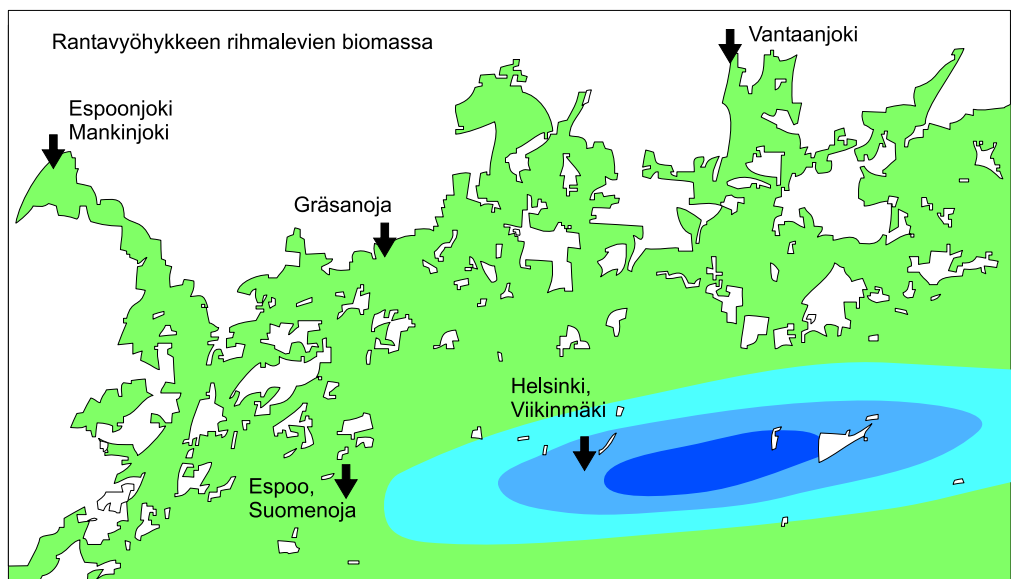 Rantavyöhykkeen rihmalevien biomassa
Vantaanjoki
Espoonjoki
Mankinjoki
Gräsanoja
Helsinki,
Viikinmäki
Espoo,
Suomenoja